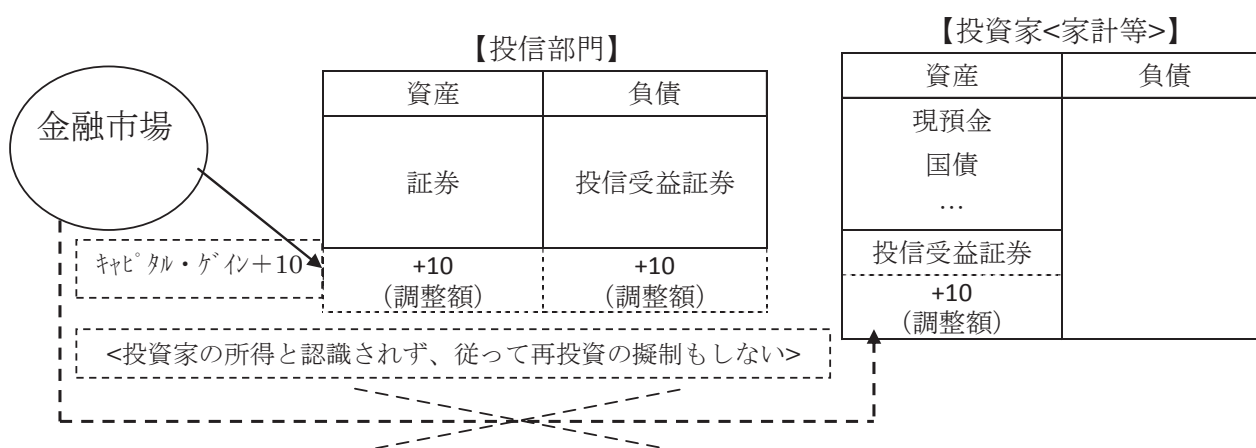 【投資家<家計等>】
【投信部門】
資産
負債
資産
負債
金融市場
現預金
国債
…
証券
投信受益証券
投信受益証券
ｷｬﾋﾟﾀﾙ・ｹﾞｲﾝ＋10
+10
（調整額）
+10
（調整額）
+10
（調整額）
<投資家の所得と認識されず、従って再投資の擬制もしない>